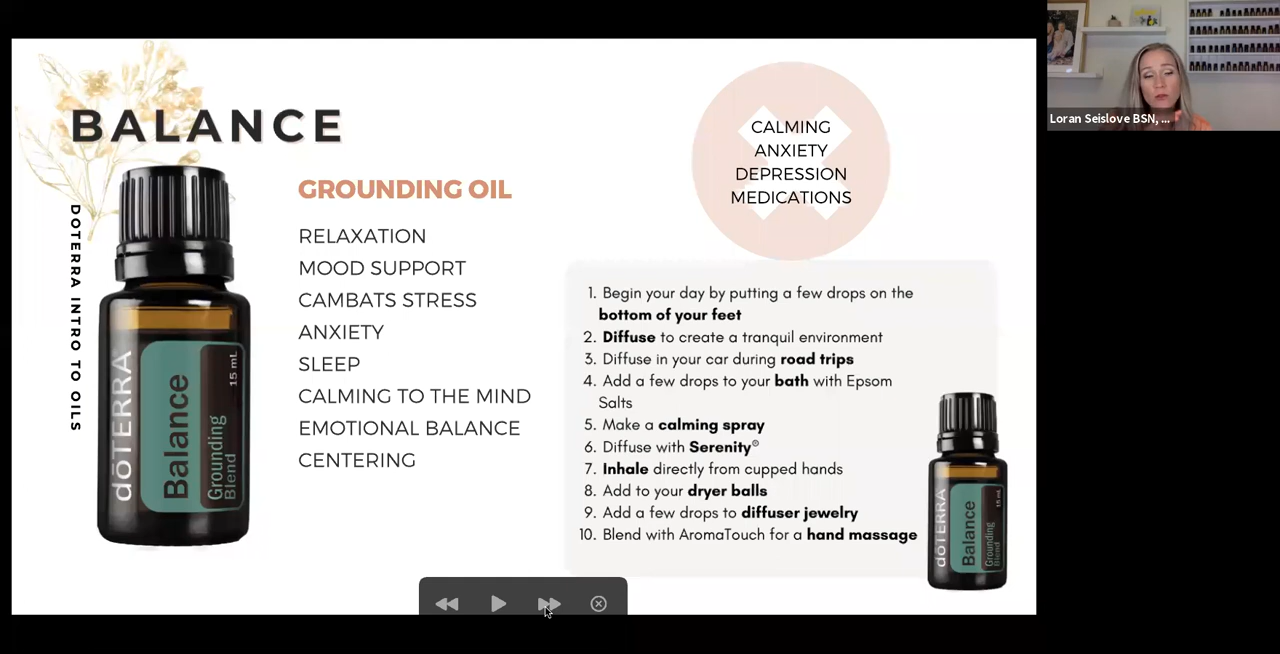 BALANCE
DOTERRA INTRO TO OILS
GROUNDING OIL
RELAXATION
MOOD SUPPORT
CAMBATS STRESS
ANXIETY
SLEEP
CALMING TO THE MIND
EMOTIONAL BALANCE
CENTERING
dōTERRA
Balance
Grounding
Blend
15 mL
CALMING
ANXIETY
DEPRESSION
MEDICATIONS
1. Begin your day by putting a few drops on the
bottom of your feet
2. Diffuse to create a tranquil environment
3. Diffuse in your car during road trips
4. Add a few drops to your bath with Epsom
Salts
5. Make a calming spray
6. Diffuse with Serenity®
7. Inhale directly from cupped hands
8. Add to your dryer balls
9. Add a few drops to diffuser jewelry
10. Blend with AromaTouch for a hand massage
dōTERRA
Balance
Grounding
Blend
15 mL
Loran Seislove BSN, ...